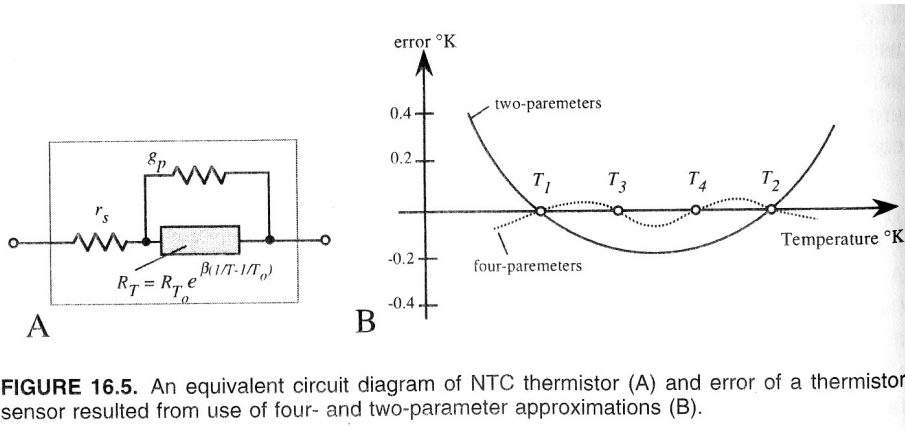 error °K
0.4
two-paremeters
0.2
T1 T3 T4 T2
Temperature °K
-0.2
four-paremeters
-0.4
B
gp
rs
RT = RTo e β(1/T-1/To)
A
FIGURE 16.5. An equivalent circuit diagram of NTC thermistor (A) and error of a thermistor
sensor resulted from use of four- and two-parameter approximations (B).